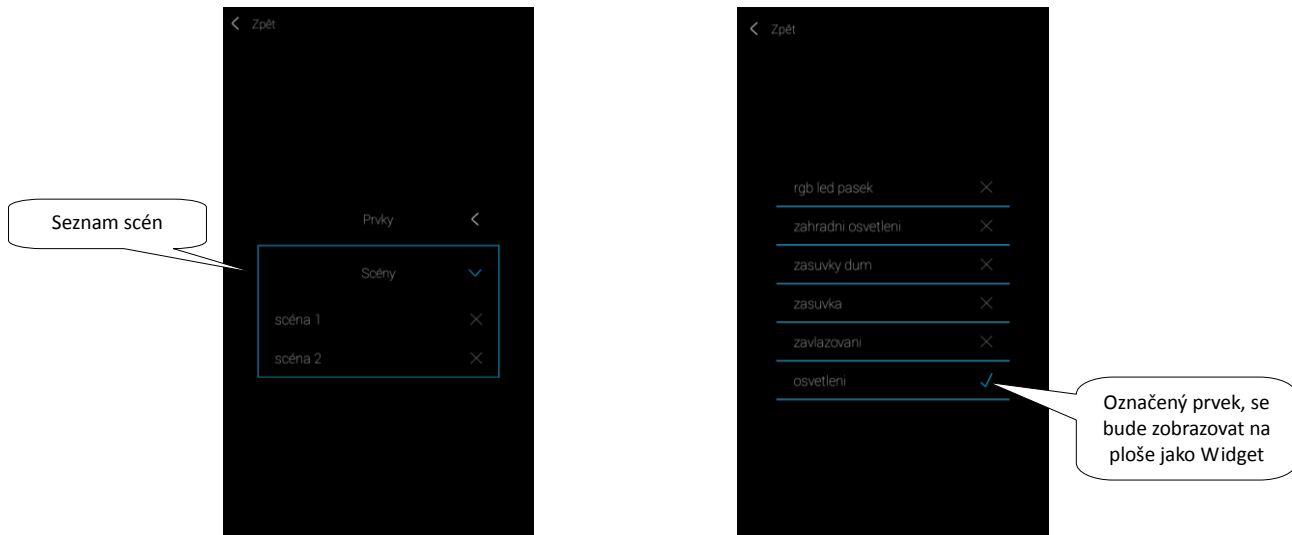 Zpět
Seznam scén
Prvky
Scény
scéna 1
scéna 2
Zpět
rgb led pasek
zahradni osvetleni
zasuvky dum
zasuvka
zavlazovani
osvetleni
Označený prvek, se
bude zobrazovat na
ploše jako Widget